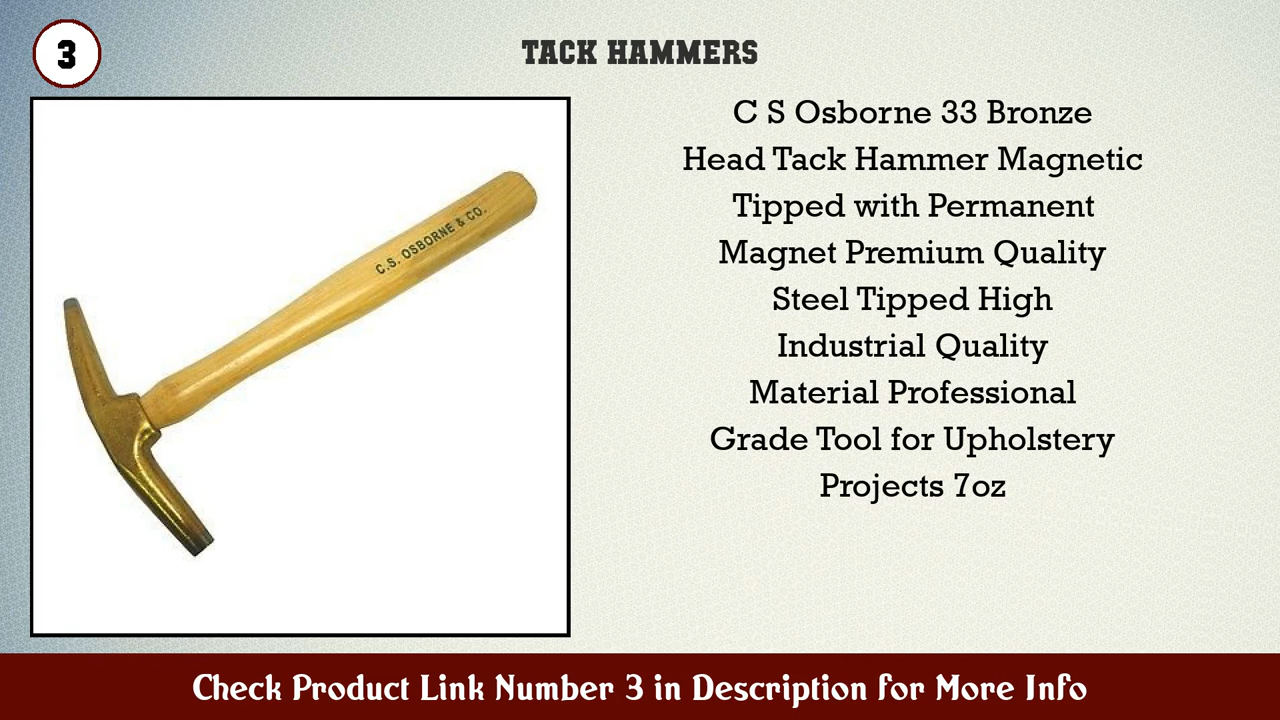 3
TACK HAMMERS
C S Osborne 33 Bronze
Head Tack Hammer Magnetic
Tipped with Permanent
Magnet Premium Quality
Steel Tipped High
Industrial Quality
Material Professional
Grade Tool for Upholstery
Projects 7oz
C.S. OSBORNE & CO.
Check Product Link Number 3 in Description for More Info